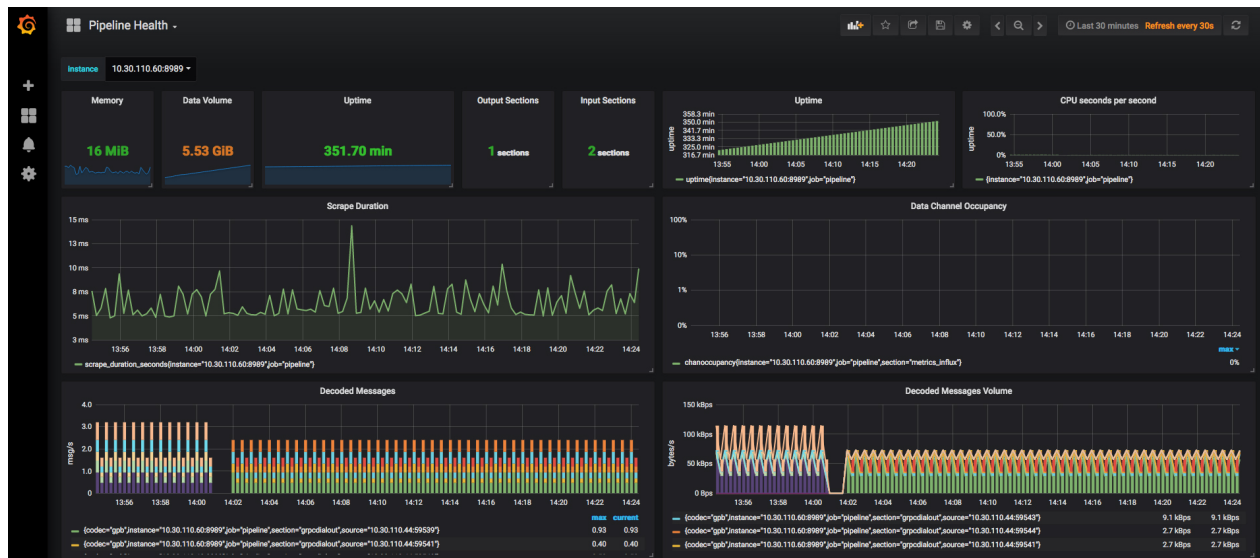 Pipeline Health
Last 30 minutes Refresh every 30s
Instance 10.30.110.60:8989
Memory
16 MiB
Data Volume
5.53 GiB
Uptime
351.70 min
Output Sections
1 sections
Input Sections
2 sections
Uptime
uptime
358.3 min
350.0 min
341.7 min
333.3 min
325.0 min
316.7 min
13:55 14:00 14:05 14:10 14:15 14:20
uptime{instance="10.30.110.60:8989",job="pipeline"}
CPU seconds per second
uptime
100.0%
50.0%
0%
13:55 14:00 14:05 14:10 14:15 14:20
{instance="10.30.110.60:8989",job="pipeline"}
Scrape Duration
15 ms
13 ms
10 ms
8 ms
5 ms
3 ms
13:56 13:58 14:00 14:02 14:04 14:06 14:08 14:10 14:12 14:14 14:16 14:18 14:20 14:22 14:24
scrape_duration_seconds{instance="10.30.110.60:8989",job="pipeline"}
Data Channel Occupancy
100%
10%
1%
0%
13:56 13:58 14:00 14:02 14:04 14:06 14:08 14:10 14:12 14:14 14:16 14:18 14:20 14:22 14:24
max
chanoccupancy{instance="10.30.110.60:8989",job="pipeline",section="metrics_influx"} 0%
Decoded Messages
msg/s
4.0
3.0
2.0
1.0
0
13:56 13:58 14:00 14:02 14:04 14:06 14:08 14:10 14:12 14:14 14:16 14:18 14:20 14:22 14:24
max current
{codec="gpb",instance="10.30.110.60:8989",job="pipeline",section="grpcdialout",source="10.30.110.44:59539"} 0.93 0.93
{codec="gpb",instance="10.30.110.60:8989",job="pipeline",section="grpcdialout",source="10.30.110.44:59541"} 0.40 0.40
Decoded Messages Volume
bytes/s
150 kBps
100 kBps
50 kBps
0 Bps
13:56 13:58 14:00 14:02 14:04 14:06 14:08 14:10 14:12 14:14 14:16 14:18 14:20 14:22 14:24
{codec="gpb",instance="10.30.110.60:8989",job="pipeline",section="grpcdialout",source="10.30.110.44:59543"} 9.1 kBps 9.1 kBps
{codec="gpb",instance="10.30.110.60:8989",job="pipeline",section="grpcdialout",source="10.30.110.44:59544"} 2.7 kBps 2.7 kBps
{codec="gpb",instance="10.30.110.60:8989",job="pipeline",section="grpcdialout",source="10.30.110.44:59541"} 2.7 kBps 2.7 kBps